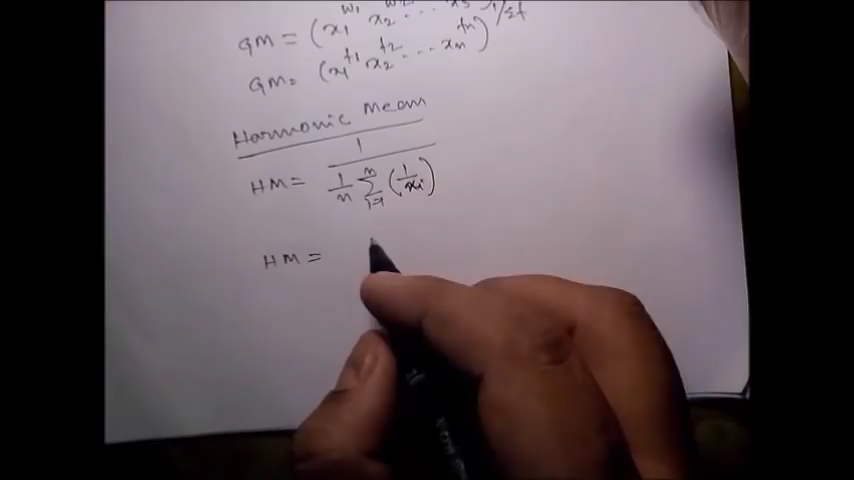 GM = (x₁^w₁ x₂^w₂ ...
GM = (x₁^f₁ x₂^f₂ ... xₙ^fₙ)^1/Σf
Harmonic Mean
HM = 1 / (1/n Σ_{i=1}^{n} (1/xᵢ))
HM =